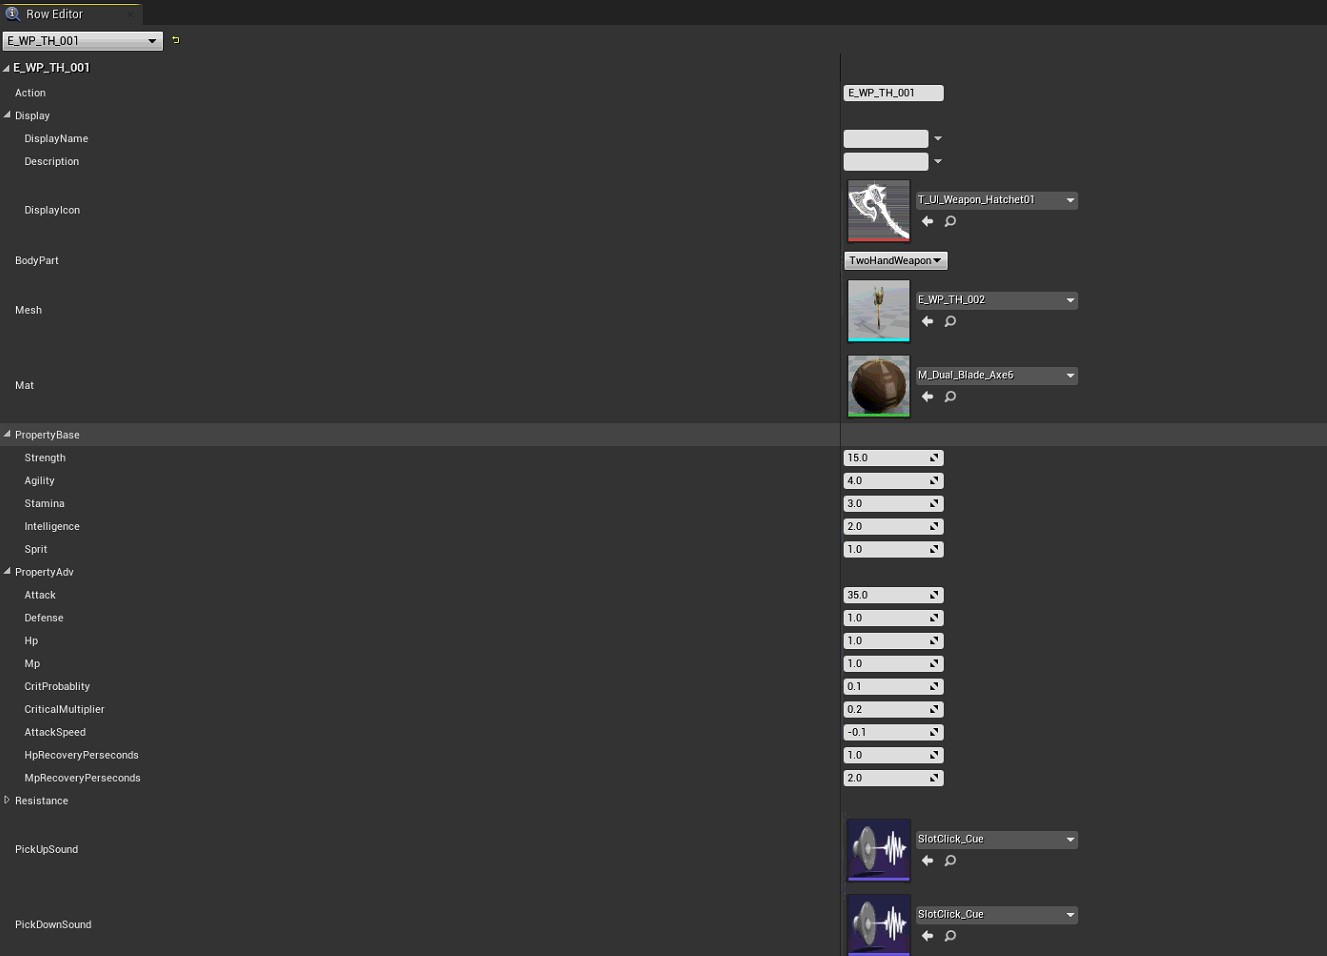 Row Editor
E_WP_TH_001
E_WP_TH_001
Action
E_WP_TH_001
Display
DisplayName
Description
DisplayIcon
T_UI_Weapon_Hatchet01
BodyPart
TwoHandWeapon
Mesh
E_WP_TH_002
Mat
M_Dual_Blade_Axe6
PropertyBase
Strength
15.0
Agility
4.0
Stamina
3.0
Intelligence
2.0
Sprit
1.0
PropertyAdv
Attack
35.0
Defense
1.0
Hp
1.0
Mp
1.0
CritProbablity
0.1
CriticalMultiplier
0.2
AttackSpeed
-0.1
HpRecoveryPerseconds
1.0
MpRecoveryPerseconds
2.0
Resistance
PickUpSound
SlotClick_Cue
PickDownSound
SlotClick_Cue